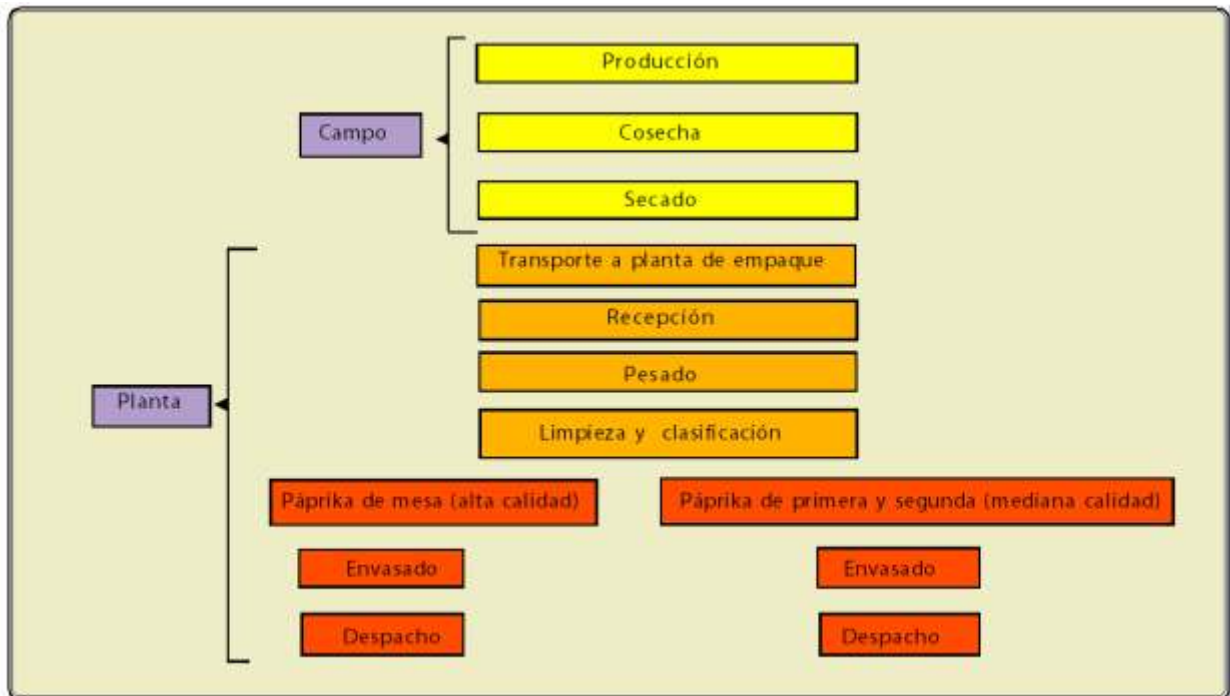 Producción
Campo
Cosecha
Secado
Transporte a planta de empaque
Recepción
Pesado
Planta
Limpieza y clasificación
Páprika de mesa (alta calidad)
Páprika de primera y segunda (mediana calidad)
Envasado
Envasado
Despacho
Despacho